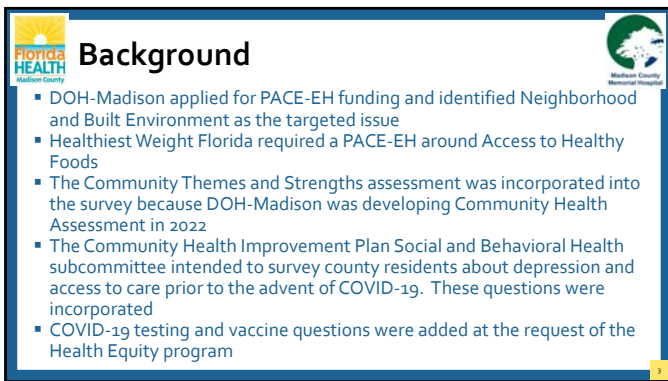 Florida
HEALTH
Madison County
Background
Madison County
Memorial Hospital
▪ DOH-Madison applied for PACE-EH funding and identified Neighborhood
and Built Environment as the targeted issue
▪ Healthiest Weight Florida required a PACE-EH around Access to Healthy
Foods
▪ The Community Themes and Strengths assessment was incorporated into
the survey because DOH-Madison was developing Community Health
Assessment in 2022
▪ The Community Health Improvement Plan Social and Behavioral Health
subcommittee intended to survey county residents about depression and
access to care prior to the advent of COVID-19. These questions were
incorporated
▪ COVID-19 testing and vaccine questions were added at the request of the
Health Equity program
3